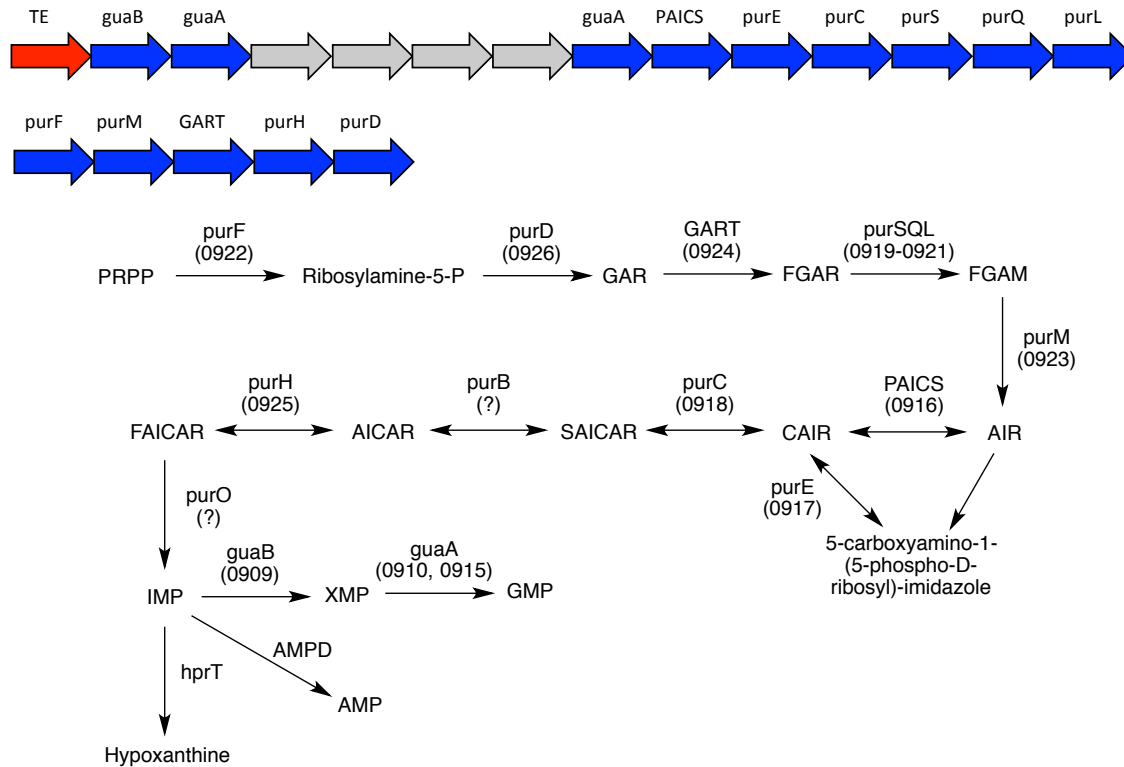 TE guaB guaA guaA PAICS purE purC purS purQ purL
purF purM GART purH purD
purF purD GART purSQL
(0922) (0926) (0924) (0919-0921)
PRPP Ribosylamine-5-P GAR FGAR FGAM
purM
(0923)
purH purB purC PAICS
(0925) (?) (0918) (0916)
FAICAR AICAR SAICAR CAIR AIR
purE
(0917)
purO
(?)
5-carboxyamino-1-
(5-phospho-D-
ribosyl)-imidazole
guaB guaA
(0909) (0910, 0915)
IMP XMP GMP
AMPD
hprT
AMP
Hypoxanthine